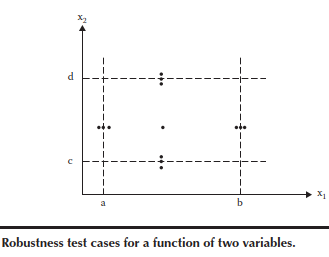 x2
d
c
a
b
x1
Robustness test cases for a function of two variables.